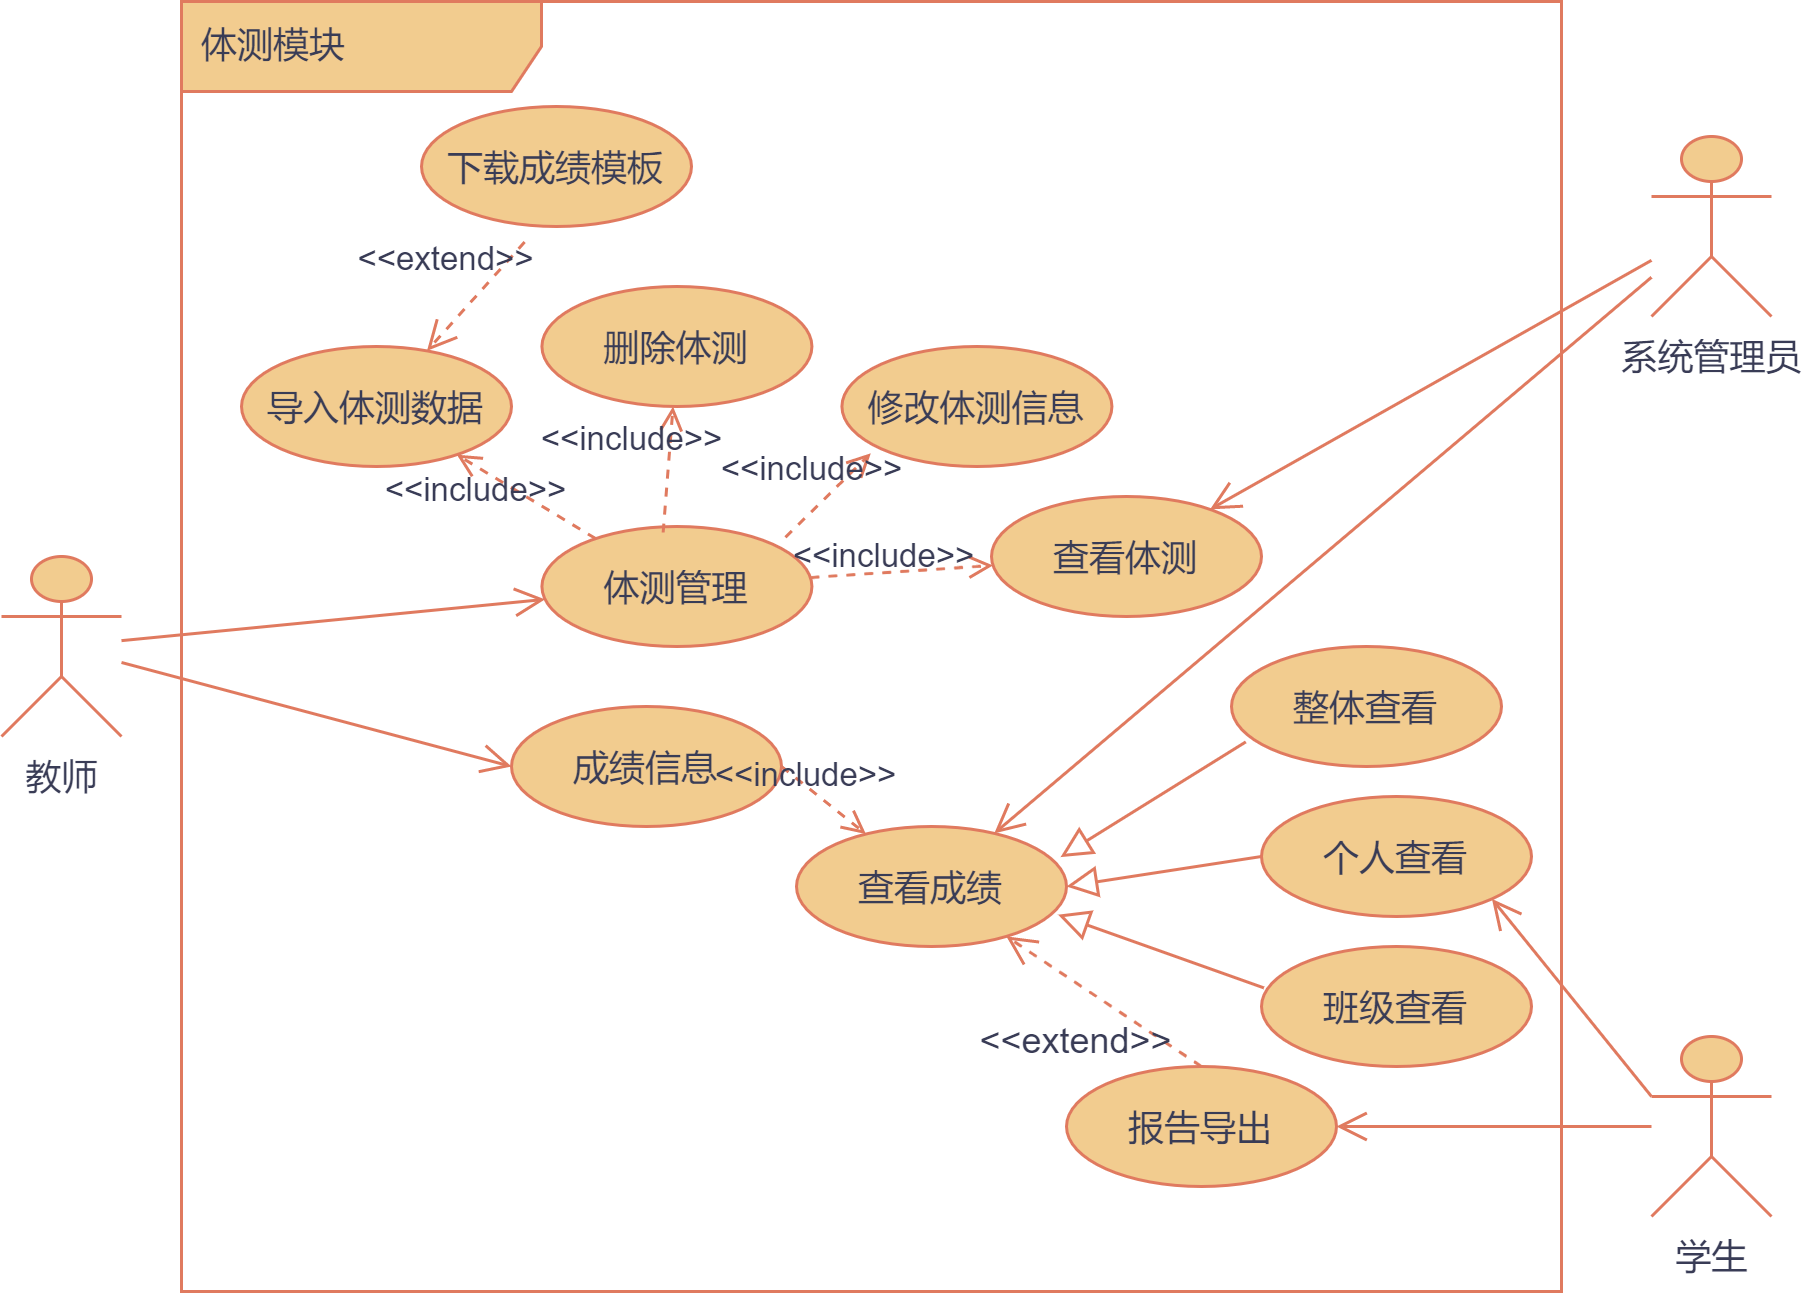 体测模块
下载成绩模板
<<extend>>
删除体测
导入体测数据
修改体测信息
<<include>>
<<include>>
<<include>>
系统管理员
查看体测
<<include>>
体测管理
教师
成绩信息
<<include>>
整体查看
个人查看
查看成绩
班级查看
<<extend>>
报告导出
学生